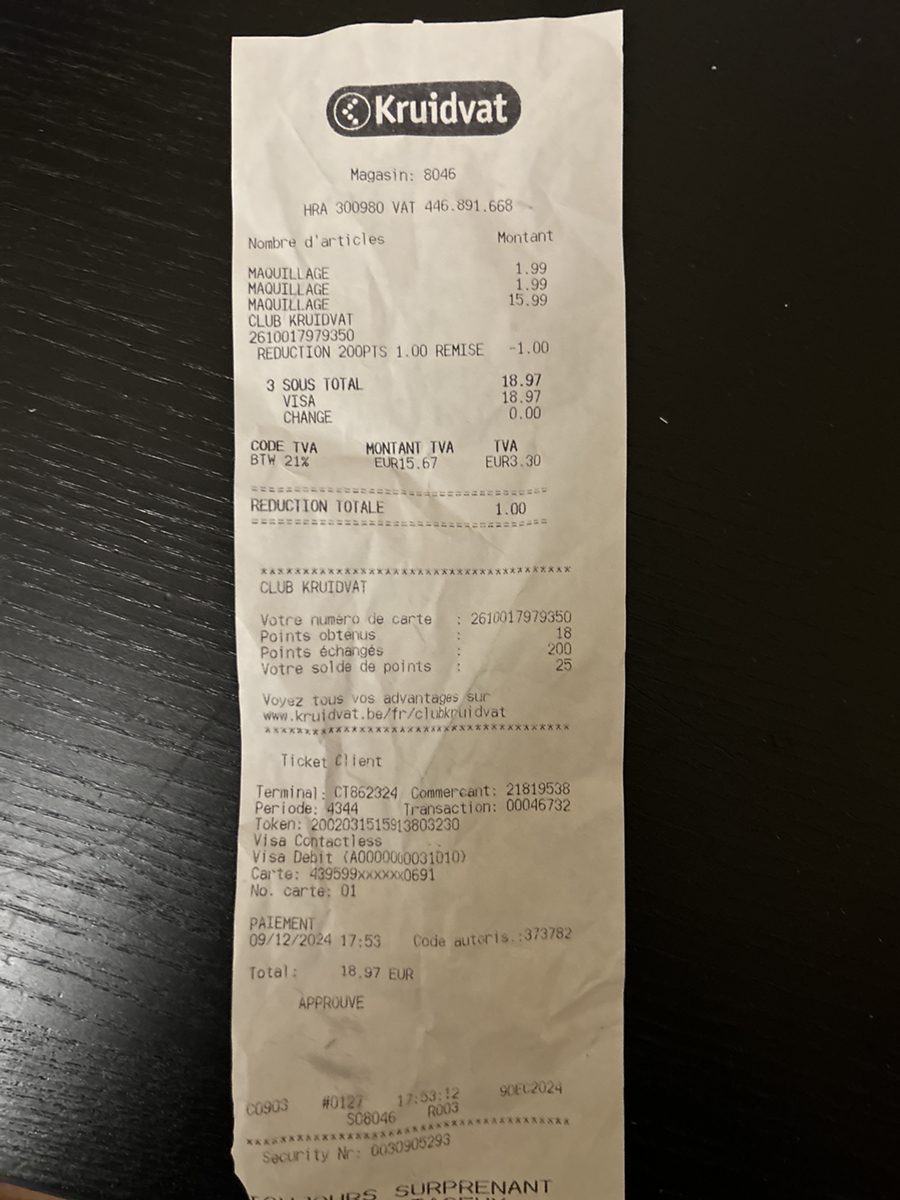 Kruidvat
Magasin: 8046
HRA 300980 VAT 446.891.668
Nombre d'articles Montant
MAQUILLAGE 1.99
MAQUILLAGE 1.99
MAQUILLAGE 15.99
CLUB KRUIDVAT
2610017979350
REDUCTION 200PTS 1.00 REMISE -1.00
3 SOUS TOTAL 18.97
VISA 18.97
CHANGE 0.00
CODE TVA MONTANT TVA TVA
BTW 21% EUR15.67 EUR3.30
REDUCTION TOTALE 1.00
CLUB KRUIDVAT
Votre numéro de carte : 2610017979350
Points obtenus : 18
Points échangés : 200
Votre solde de points : 25
Voyez tous vos advantages sur
www.kruidvat.be/fr/clubkruidvat
Ticket Client
Terminal: CT862324 Commercant: 21819538
Periode: 4344 Transaction: 00046732
Token: 2002031515913803230
Visa Contactless
Visa Debit (A0000000031010)
Carte: 439599xxxxxx0691
No. carte: 01
PAIEMENT
09/12/2024 17:53 Code autoris.:373782
Total: 18.97 EUR
APPROUVE
C0903 #0127 17:53:12 9DEC2024
S08046 R003
Security Nr: 0030905293
TOUJOURS SURPRENANT